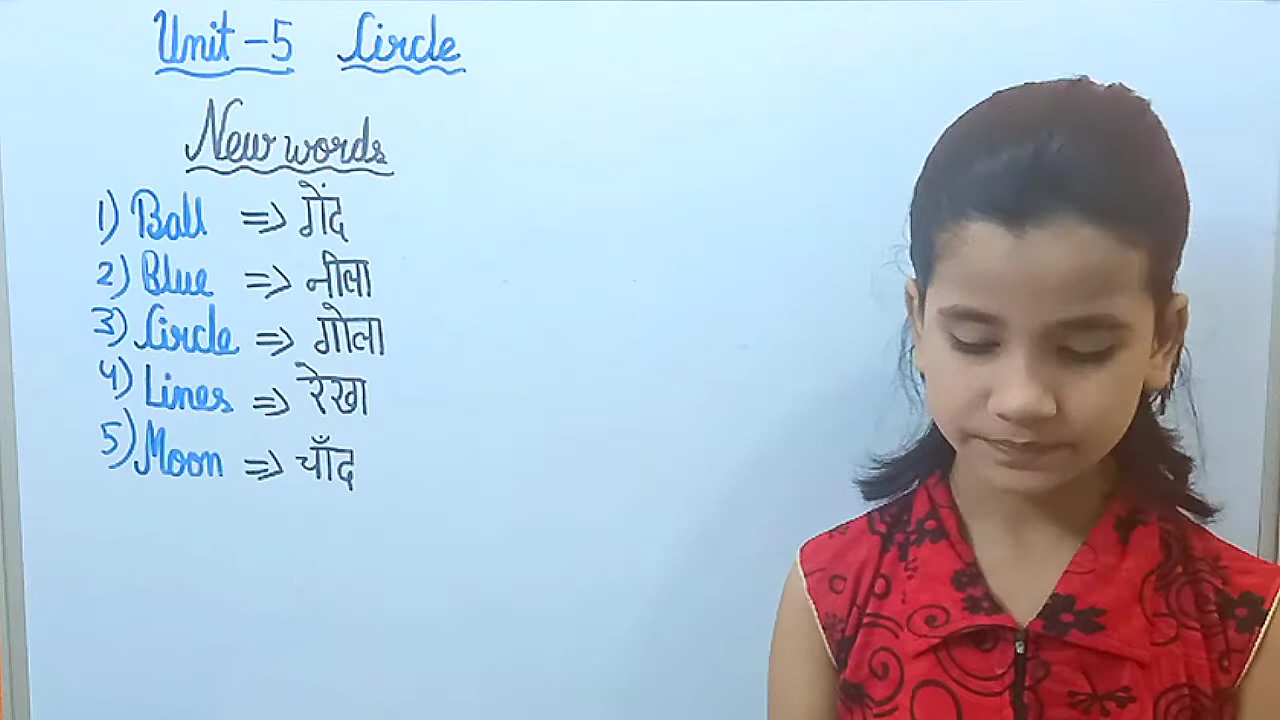 Unit -5 Circle
New words
1) Ball => गेंद
2) Blue => नीला
3) Circle => गोला
4) Lines => रेखा
5) Moon => चाँद